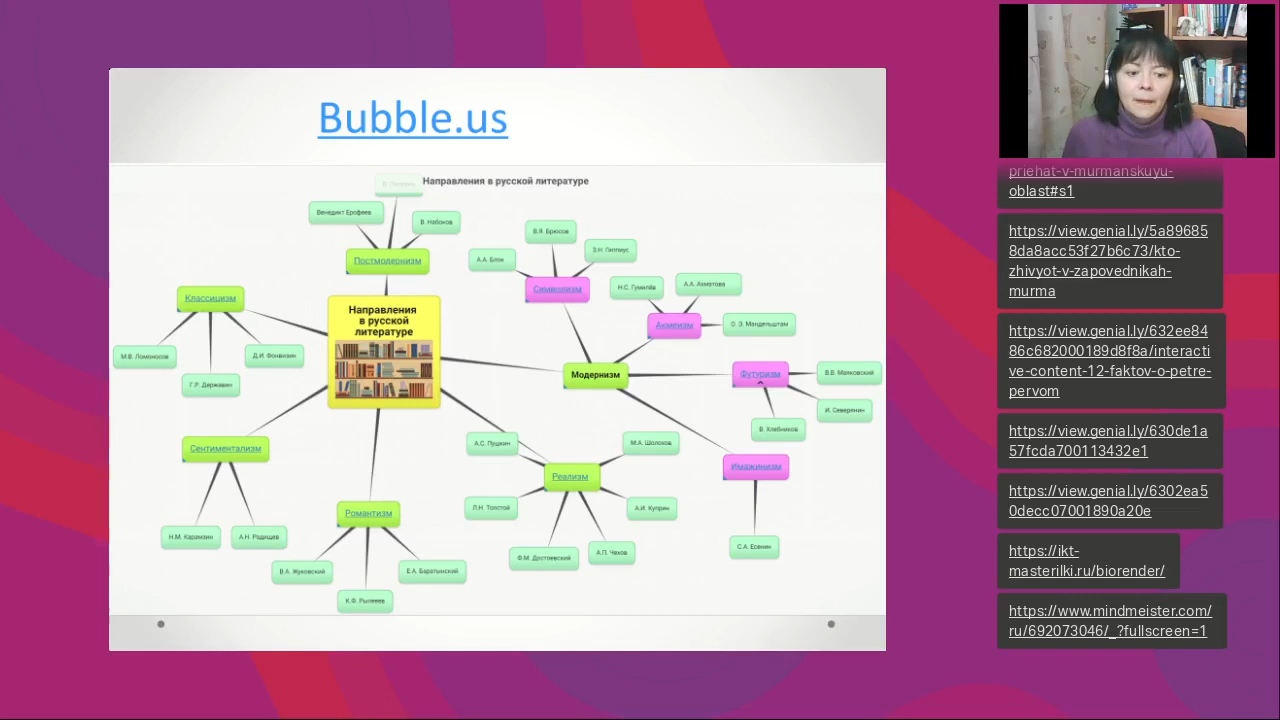 Bubble.us
Направления в русской литературе
Венедикт Ерофеев
В. Набоков
Постмодернизм
Классицизм
М.В. Ломоносов
Г.Р. Державин
Д.И. Фонвизин
Направления
в русской
литературе
В.Я. Брюсов
З.Н. Гиппиус
А.А. Блок
Символизм
Н.С. Гумилёв
А.А. Ахматова
Акмеизм
О. Э. Мандельштам
Модернизм
Футуризм
В.В. Маяковский
И. Северянин
В. Хлебников
Имажинизм
С.А. Есенин
Сентиментализм
Н.М. Карамзин
А.Н. Радищев
Романтизм
В.А. Жуковский
Е.А. Баратынский
К.Ф. Рылеев
А.С. Пушкин
М.А. Шолохов
Реализм
Л.Н. Толстой
А.И. Куприн
Ф.М. Достоевский
А.П. Чехов
priehat-v-murmanskuyu-
oblast#s1
https://view.genial.ly/5a89685
8da8acc53f27b6c73/kto-
zhivyot-v-zapovednikah-
murma
https://view.genial.ly/632ee84
86c682000189d8f8a/interacti
ve-content-12-faktov-o-petre-
pervom
https://view.genial.ly/630de1a
57fcda700113432e1
https://view.genial.ly/6302ea5
0decc07001890a20e
https://ikt-
masterilki.ru/biorender/
https://www.mindmeister.com/
ru/692073046/_?fullscreen=1